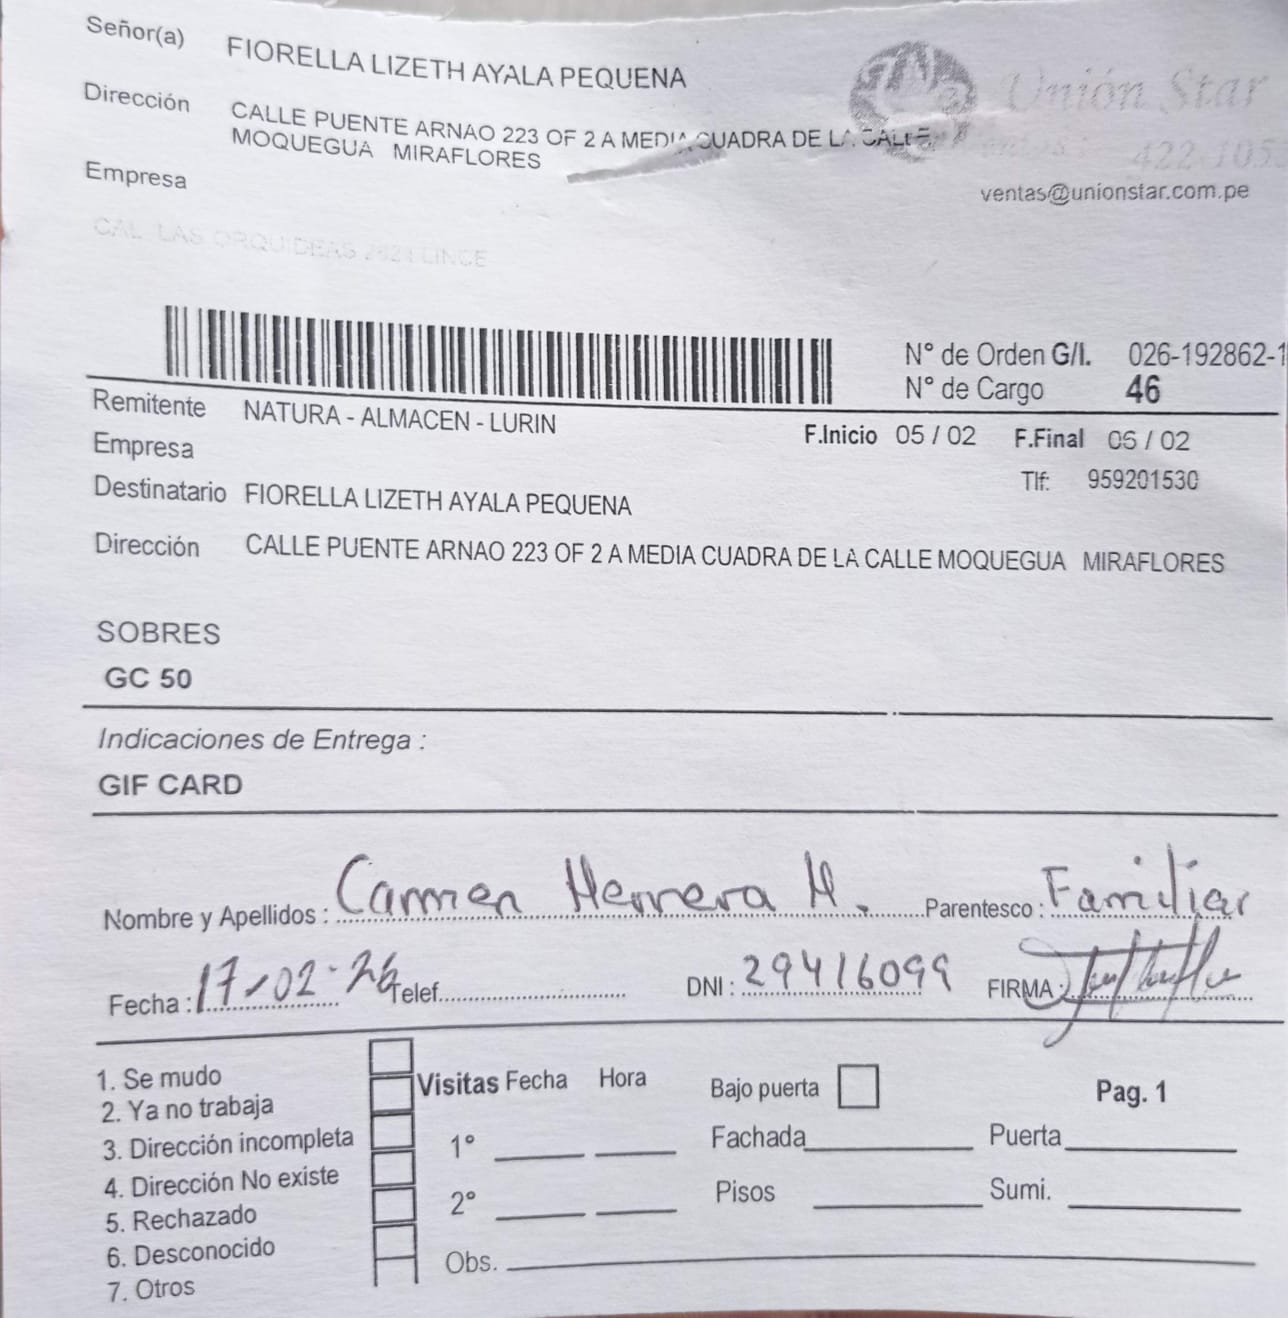 Señor(a) FIORELLA LIZETH AYALA PEQUENA
Unión Star
Dirección CALLE PUENTE ARNAO 223 OF 2 A MEDIA CUADRA DE LA CALLE
MOQUEGUA MIRAFLORES
422-105
ventas@unionstar.com.pe
Empresa
CAL. LAS ORQUIDEAS LINCE
N° de Orden G/I. 026-192862-1
N° de Cargo 46
Remitente NATURA - ALMACEN - LURIN
F.Inicio 05 / 02 F.Final 06 / 02
Empresa
Tlf: 959201530
Destinatario FIORELLA LIZETH AYALA PEQUENA
Dirección CALLE PUENTE ARNAO 223 OF 2 A MEDIA CUADRA DE LA CALLE MOQUEGUA MIRAFLORES
SOBRES
GC 50
Indicaciones de Entrega :
GIF CARD
Nombre y Apellidos : Carmen Herrera M. Parentesco : Familiar
Fecha : 17-02-26 Telef. DNI : 29416099 FIRMA :
1. Se mudo
2. Ya no trabaja
3. Dirección incompleta
4. Dirección No existe
5. Rechazado
6. Desconocido
7. Otros
Visitas Fecha Hora
1°
2°
Obs.
Bajo puerta
Fachada
Pisos
Pag. 1
Puerta
Sumi.